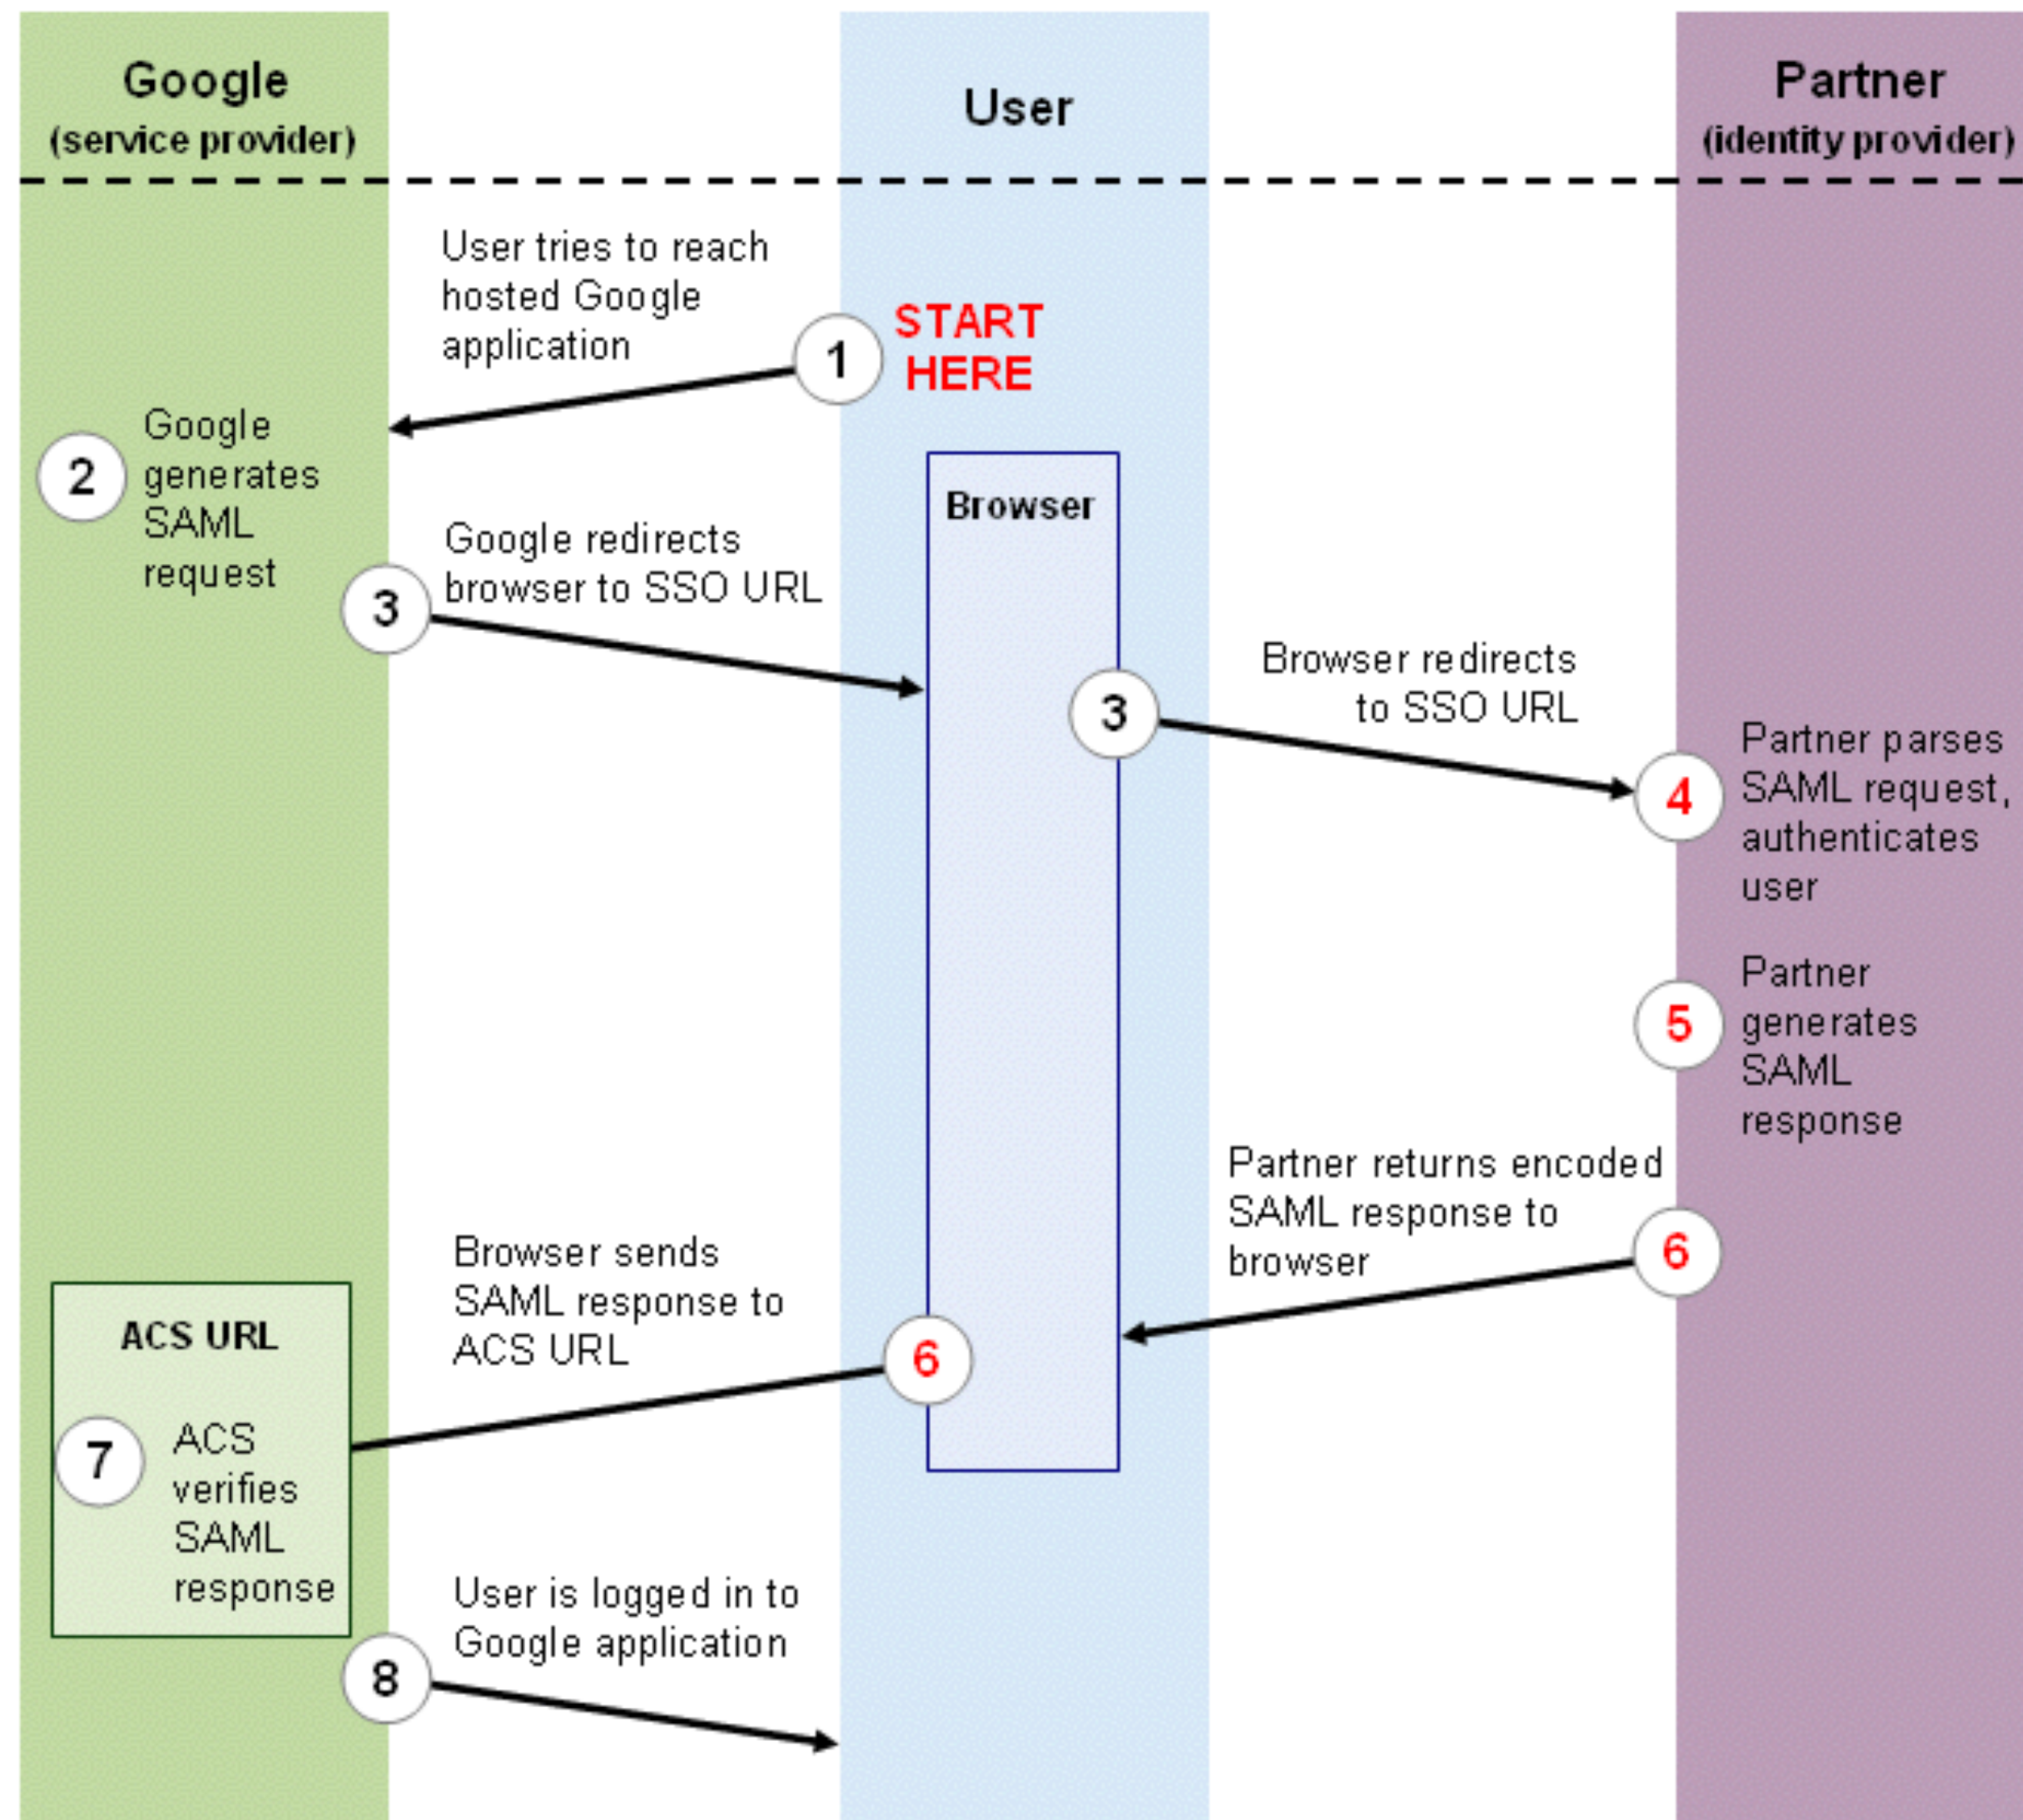 Google
(service provider)
User
Partner
(identity provider)
User tries to reach
hosted Google
application
1
START
HERE
2
Google
generates
SAML
request
Browser
3
Google redirects
browser to SSO URL
3
Browser redirects
to SSO URL
4
Partner parses
SAML request,
authenticates
user
5
Partner
generates
SAML
response
Partner returns encoded
SAML response to
browser
6
Browser sends
SAML response to
ACS URL
6
ACS URL
7
ACS
verifies
SAML
response
User is logged in to
Google application
8